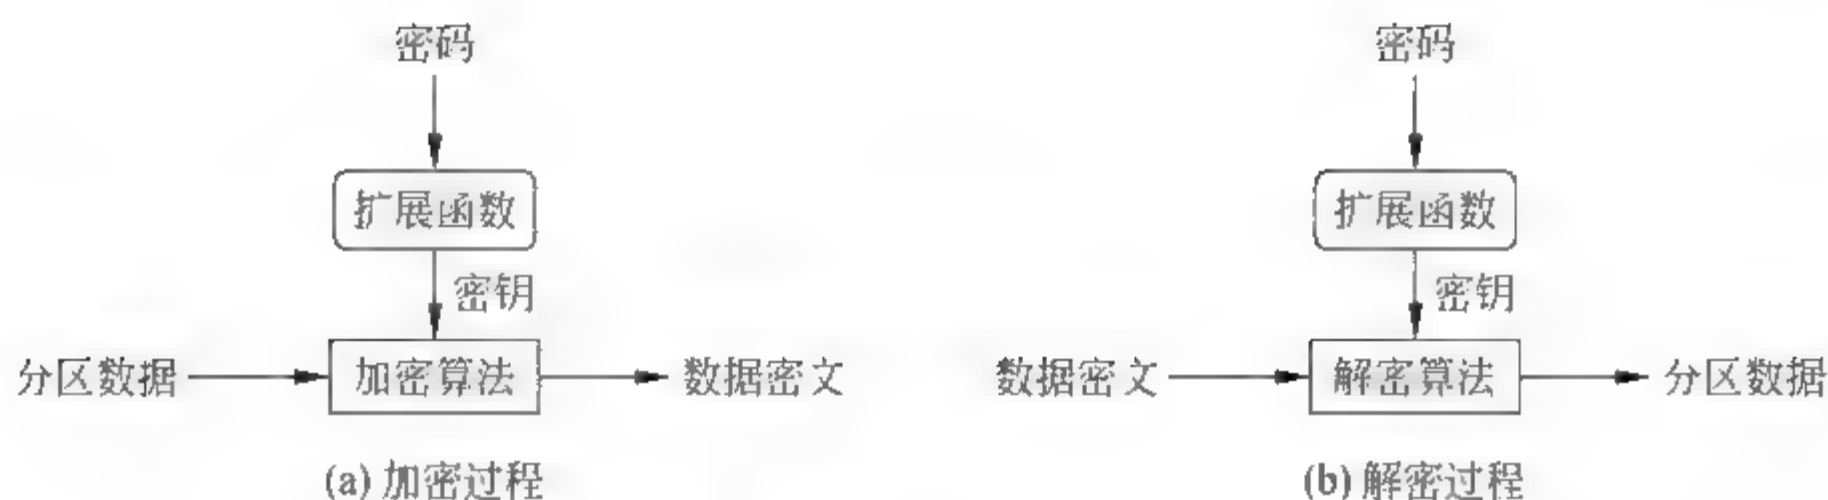 密码
扩展函数
密钥
分区数据
加密算法
数据密文
(a) 加密过程
密码
扩展函数
密钥
数据密文
解密算法
分区数据
(b) 解密过程